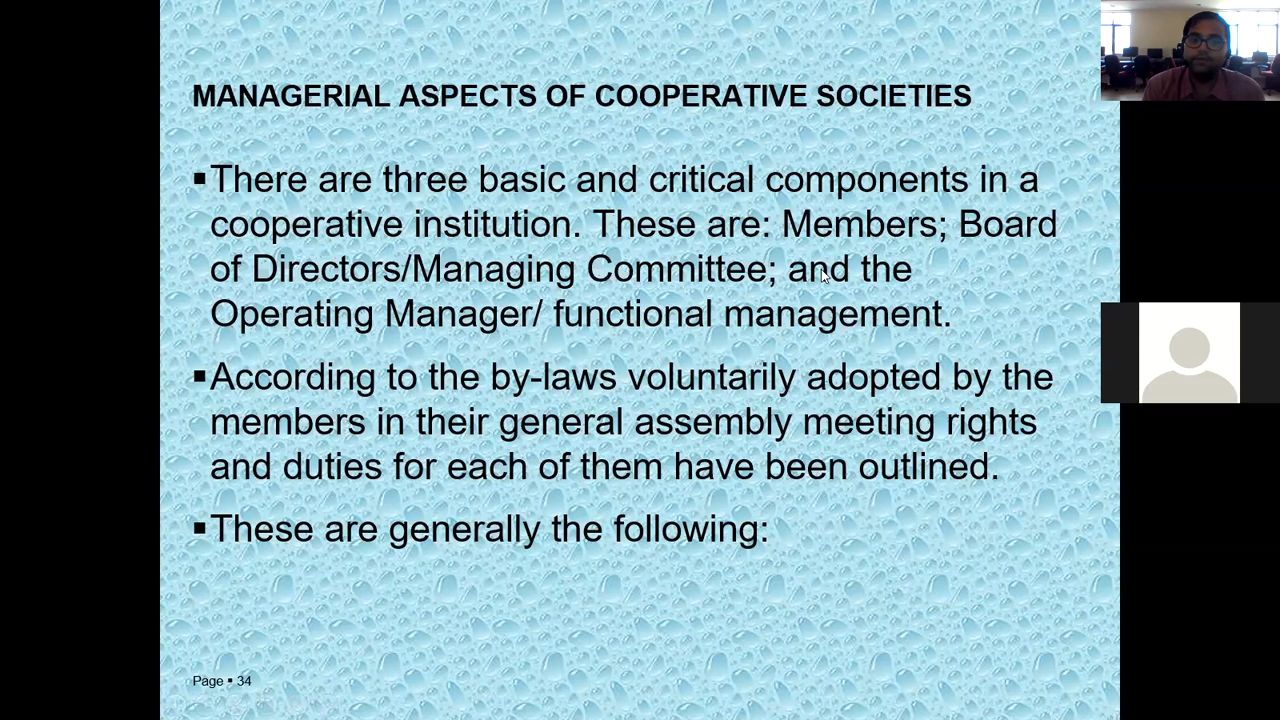 MANAGERIAL ASPECTS OF COOPERATIVE SOCIETIES
▪There are three basic and critical components in a
cooperative institution. These are: Members; Board
of Directors/Managing Committee; and the
Operating Manager/ functional management.
▪According to the by-laws voluntarily adopted by the
members in their general assembly meeting rights
and duties for each of them have been outlined.
▪These are generally the following:
Page ▪ 34